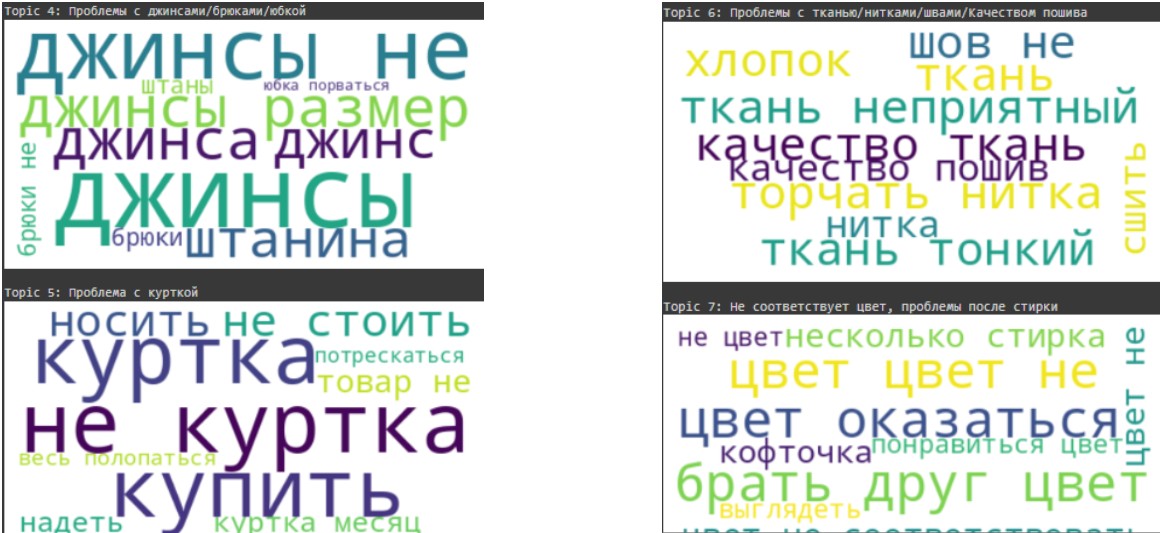 Topic 4: Проблемы с джинсами/брюками/юбкой
джинсы не
штаны
юбка порваться
джинсы размер
джинса джинс
брюки не
джинсы
брюки
штанина
Topic 5: Проблема с курткой
носить
не стоить
куртка
потрескаться
товар не
не куртка
весь полопаться
купить
надеть
куртка месяц
Topic 6: Проблемы с тканью/нитками/швами/Качеством пошива
шов не
хлопок
ткань
ткань неприятный
качество ткань
качество пошив
сшить
торчать нитка
нитка
ткань тонкий
Topic 7: Не соответствует цвет, проблемы после стирки
не цвет
несколько стирка
цвет не
цвет цвет не
цвет оказаться
кофточка
понравиться цвет
брать друг цвет
выглядеть
цвет не соответствовать